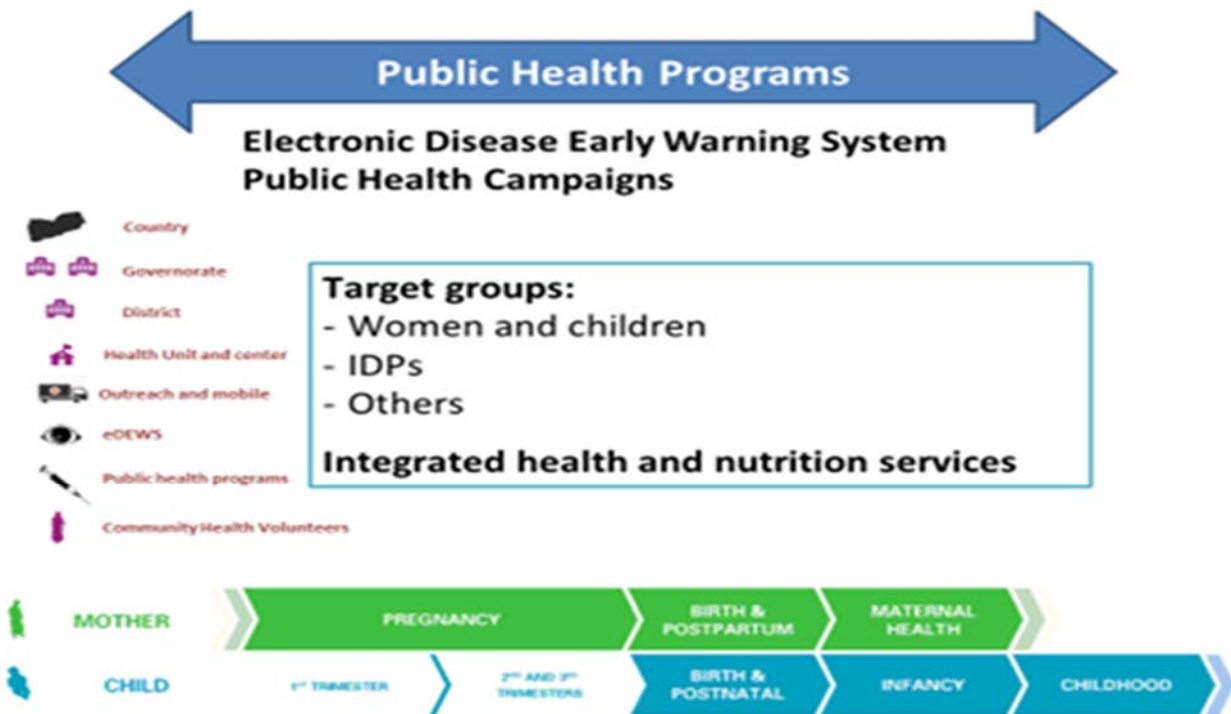 Public Health Programs
Electronic Disease Early Warning System
Public Health Campaigns
Country
Governorate
District
Health Unit and center
Outreach and mobile
eDEWS
Public health programs
Community Health Volunteers
Target groups:
- Women and children
- IDPs
- Others
Integrated health and nutrition services
MOTHER
PREGNANCY
BIRTH &
POSTPARTUM
MATERNAL
HEALTH
CHILD
1ST TRIMESTER
2ND AND 3RD
TRIMESTERS
BIRTH &
POSTNATAL
INFANCY
CHILDHOOD